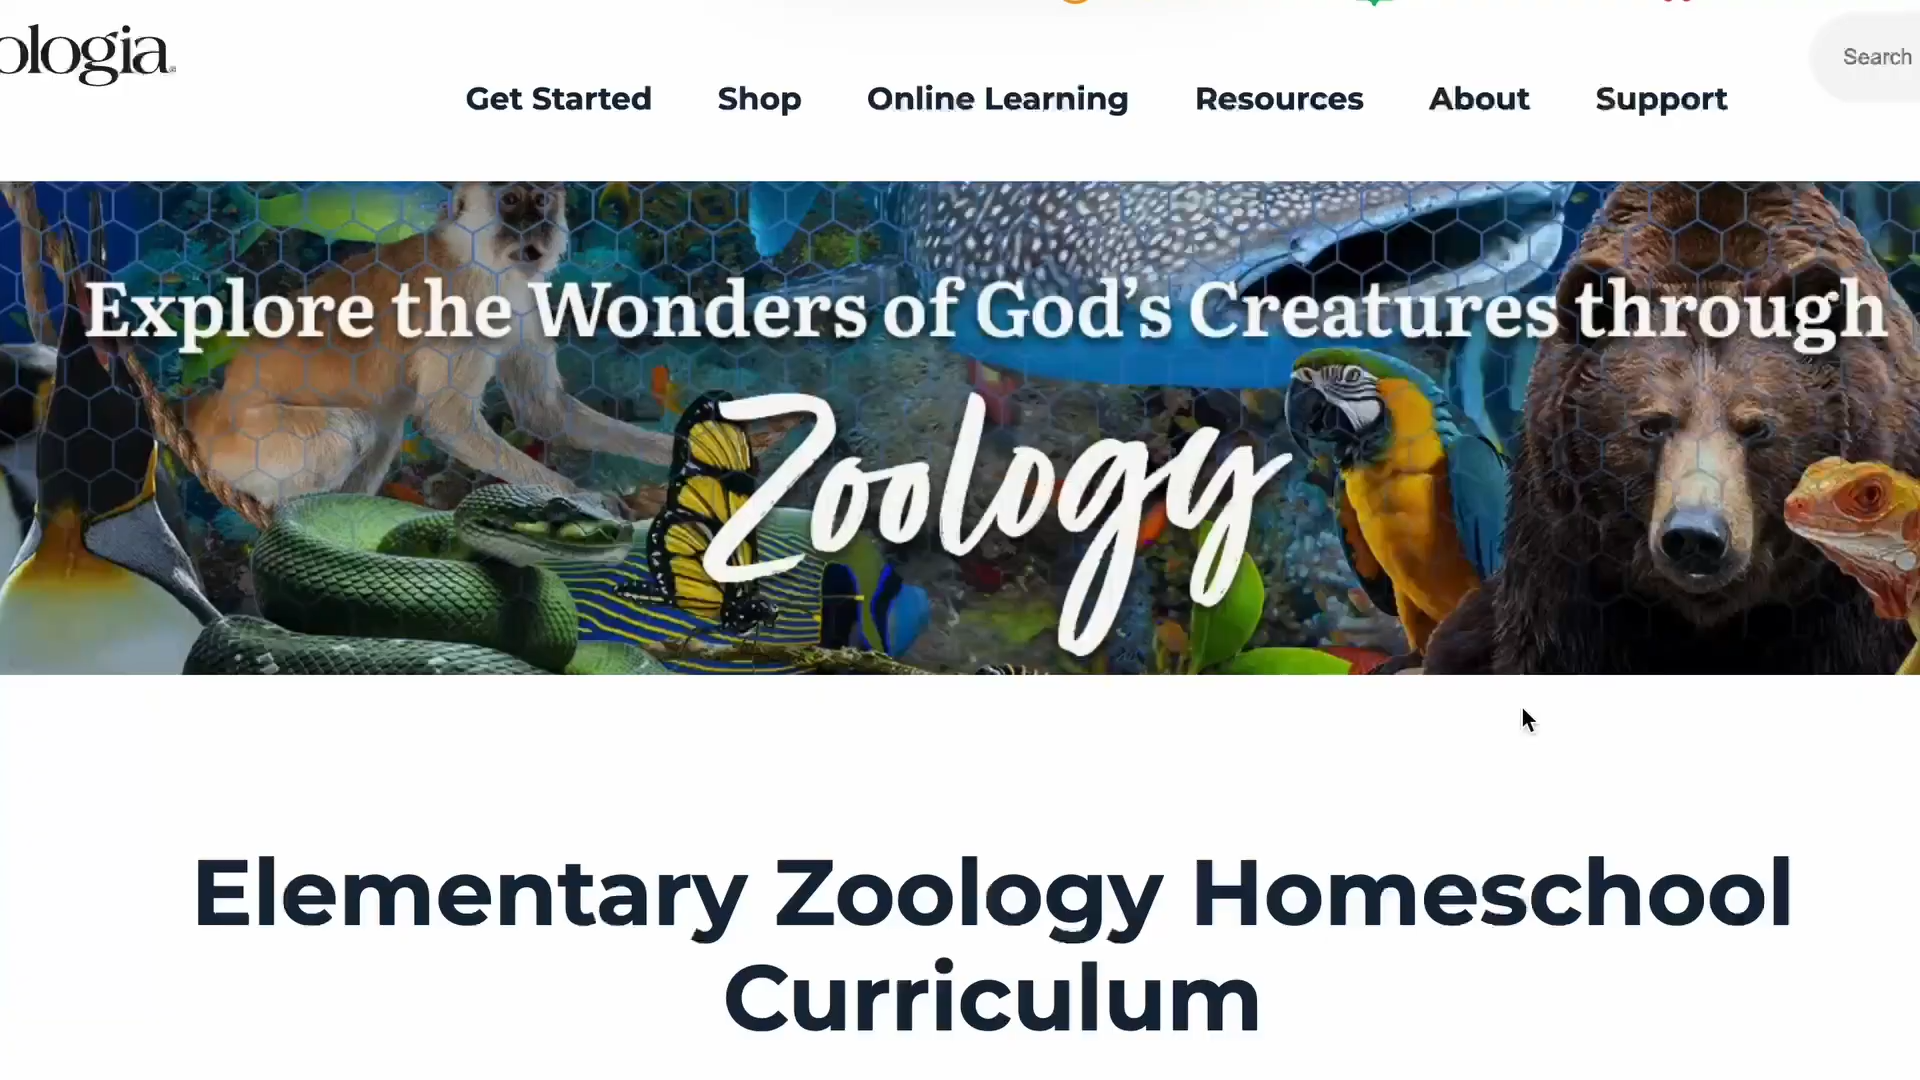 ologia
Search
Get Started Shop Online Learning Resources About Support
Explore the Wonders of God's Creatures through
Zoology
Elementary Zoology Homeschool
Curriculum